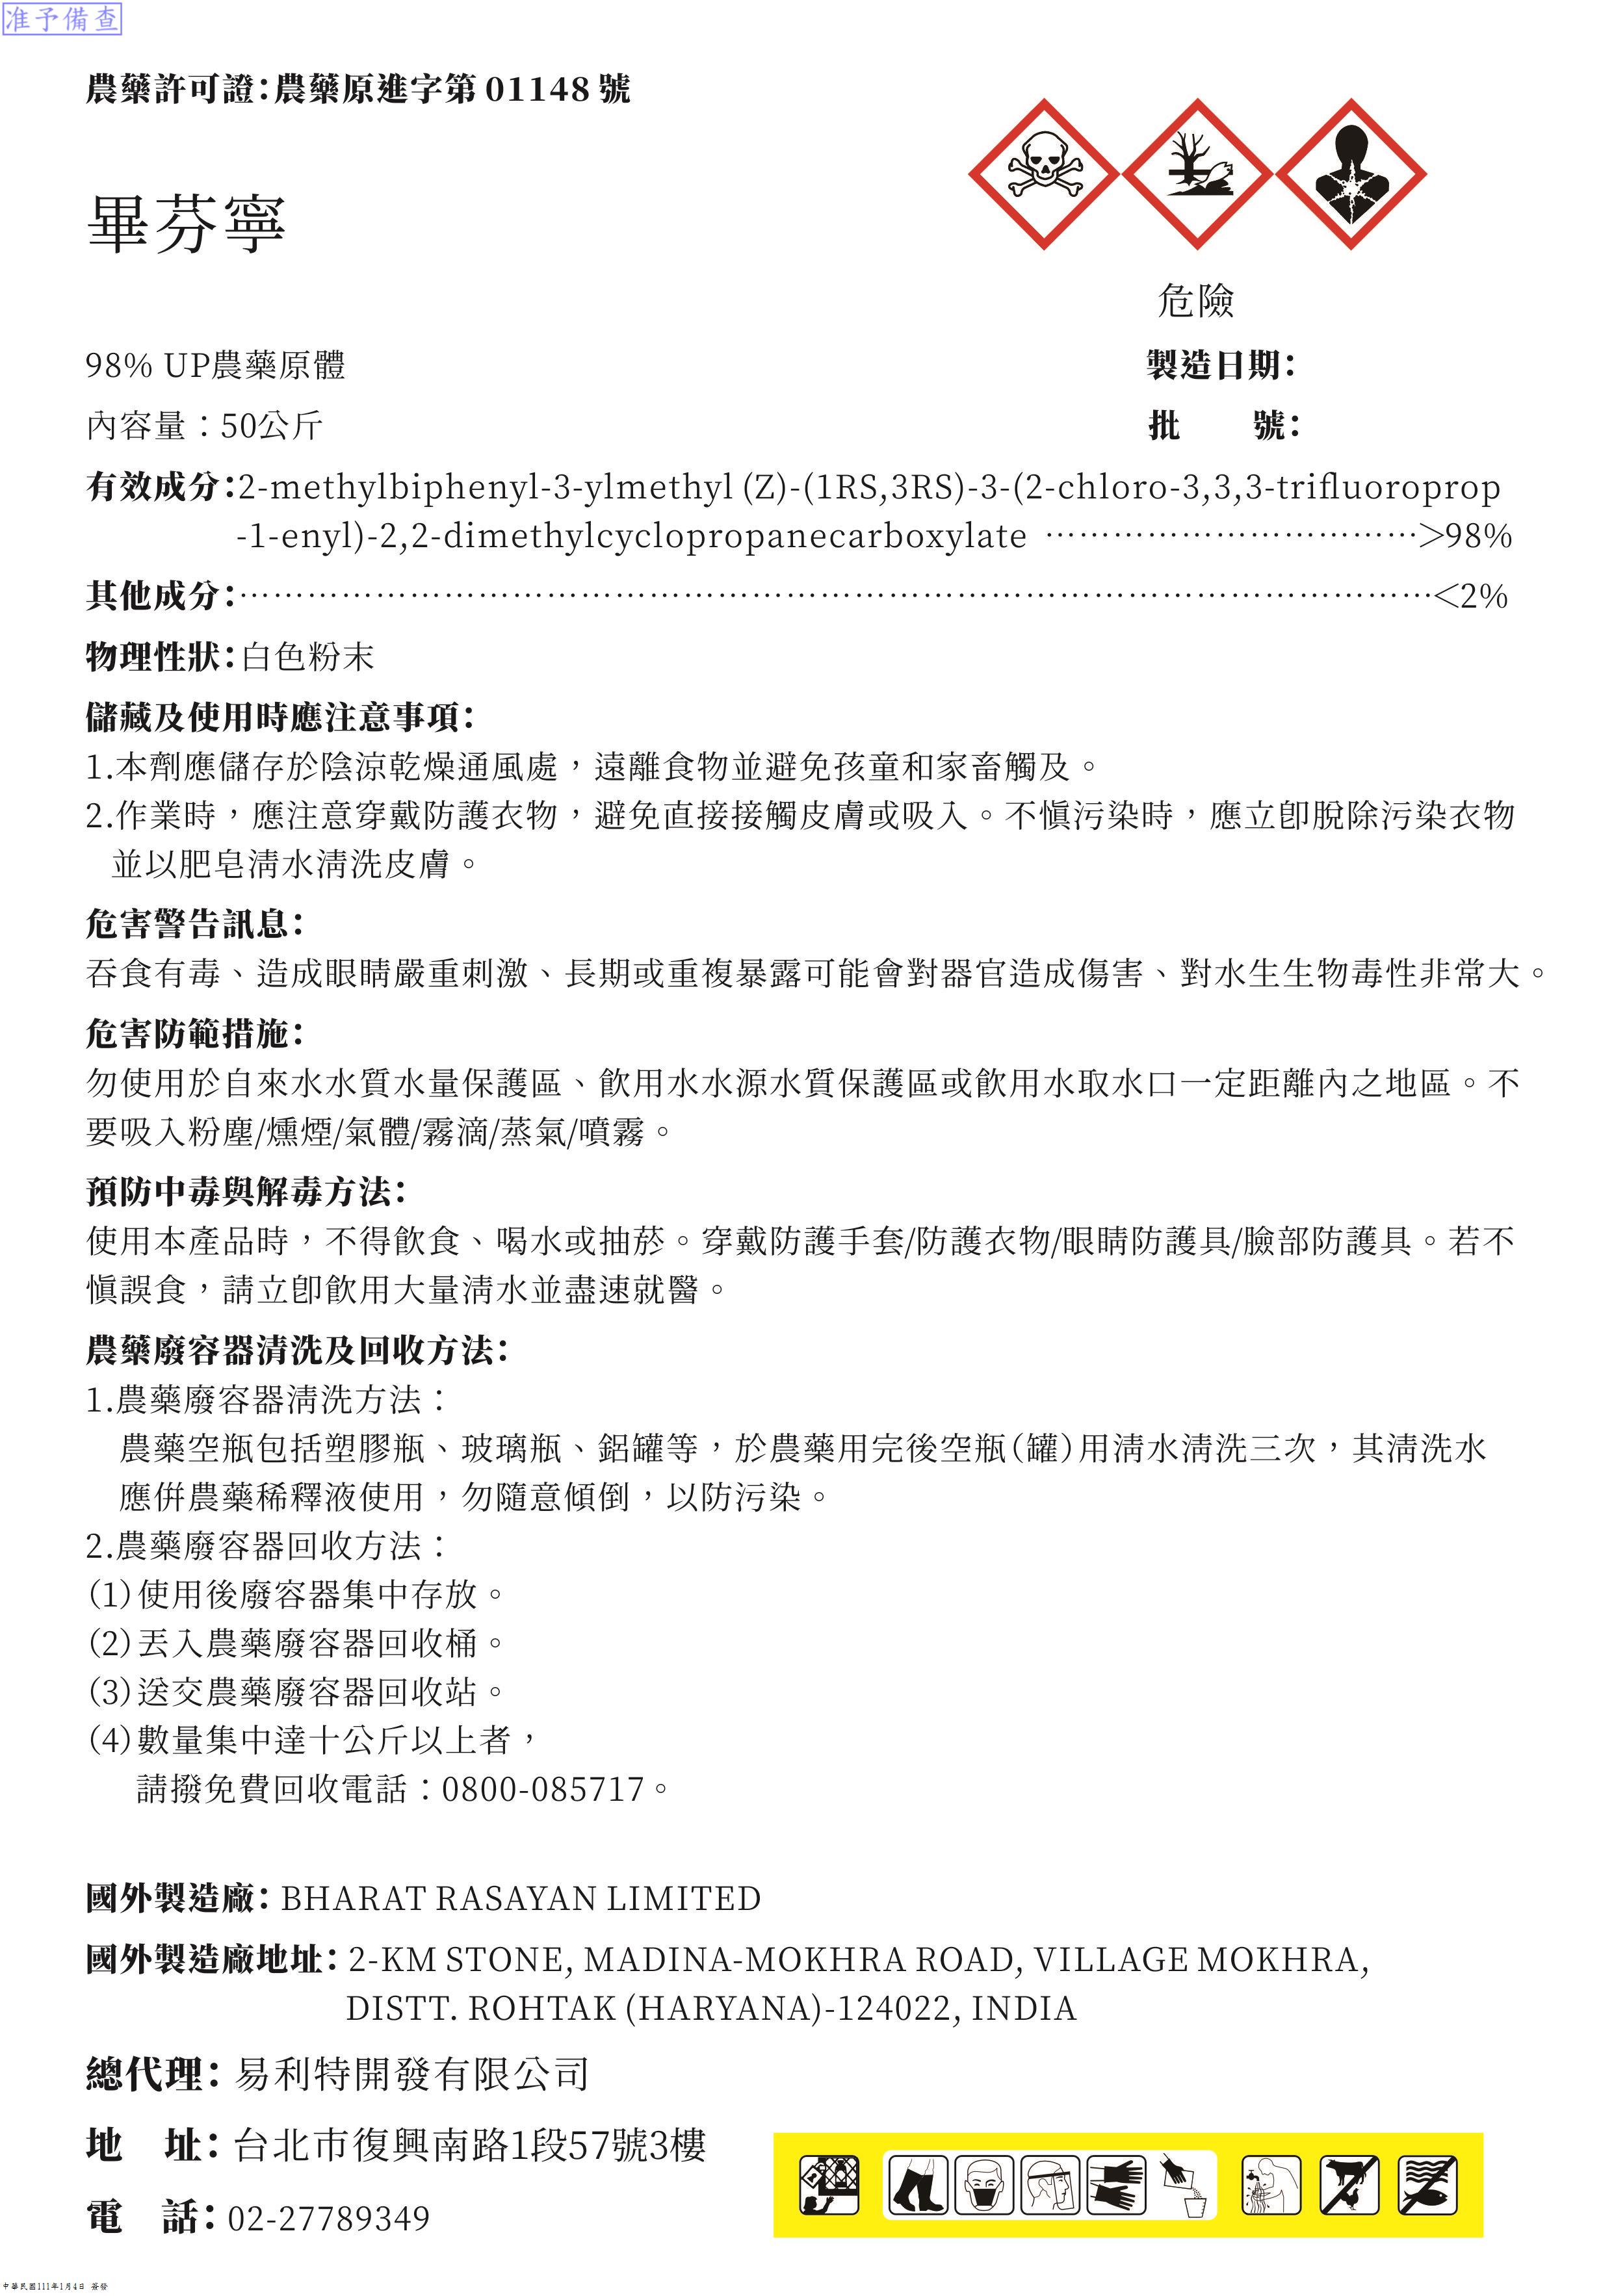 准予備查
農藥許可證：農藥原進字第 01148 號
畢芬寧
危險
98% UP農藥原體
製造日期：
內容量：50公斤
批　　號：
有效成分：2-methylbiphenyl-3-ylmethyl (Z)-(1RS,3RS)-3-(2-chloro-3,3,3-trifluoroprop
-1-enyl)-2,2-dimethylcyclopropanecarboxylate ………………………………>98%
其他成分：……………………………………………………………………………………………<2%
物理性狀：白色粉末
儲藏及使用時應注意事項：
1.本劑應儲存於陰涼乾燥通風處，遠離食物並避免孩童和家畜觸及。
2.作業時，應注意穿戴防護衣物，避免直接接觸皮膚或吸入。不慎污染時，應立即脫除污染衣物
並以肥皂清水清洗皮膚。
危害警告訊息：
吞食有毒、造成眼睛嚴重刺激、長期或重複暴露可能會對器官造成傷害、對水生生物毒性非常大。
危害防範措施：
勿使用於自來水水質水量保護區、飲用水水源水質保護區或飲用水取水口一定距離內之地區。不
要吸入粉塵/燻煙/氣體/霧滴/蒸氣/噴霧。
預防中毒與解毒方法：
使用本產品時，不得飲食、喝水或抽菸。穿戴防護手套/防護衣物/眼睛防護具/臉部防護具。若不
慎誤食，請立即飲用大量清水並盡速就醫。
農藥廢容器清洗及回收方法：
1.農藥廢容器清洗方法：
農藥空瓶包括塑膠瓶、玻璃瓶、鋁罐等，於農藥用完後空瓶(罐)用清水清洗三次，其清洗水
應併農藥稀釋液使用，勿隨意傾倒，以防污染。
2.農藥廢容器回收方法：
(1)使用後廢容器集中存放。
(2)丟入農藥廢容器回收桶。
(3)送交農藥廢容器回收站。
(4)數量集中達十公斤以上者，
請撥免費回收電話：0800-085717。
國外製造廠：BHARAT RASAYAN LIMITED
國外製造廠地址：2-KM STONE, MADINA-MOKHRA ROAD, VILLAGE MOKHRA,
DISTT. ROHTAK (HARYANA)-124022, INDIA
總代理：易利特開發有限公司
地　址：台北市復興南路1段57號3樓
電　話：02-27789349
中華民國111年1月4日 簽發